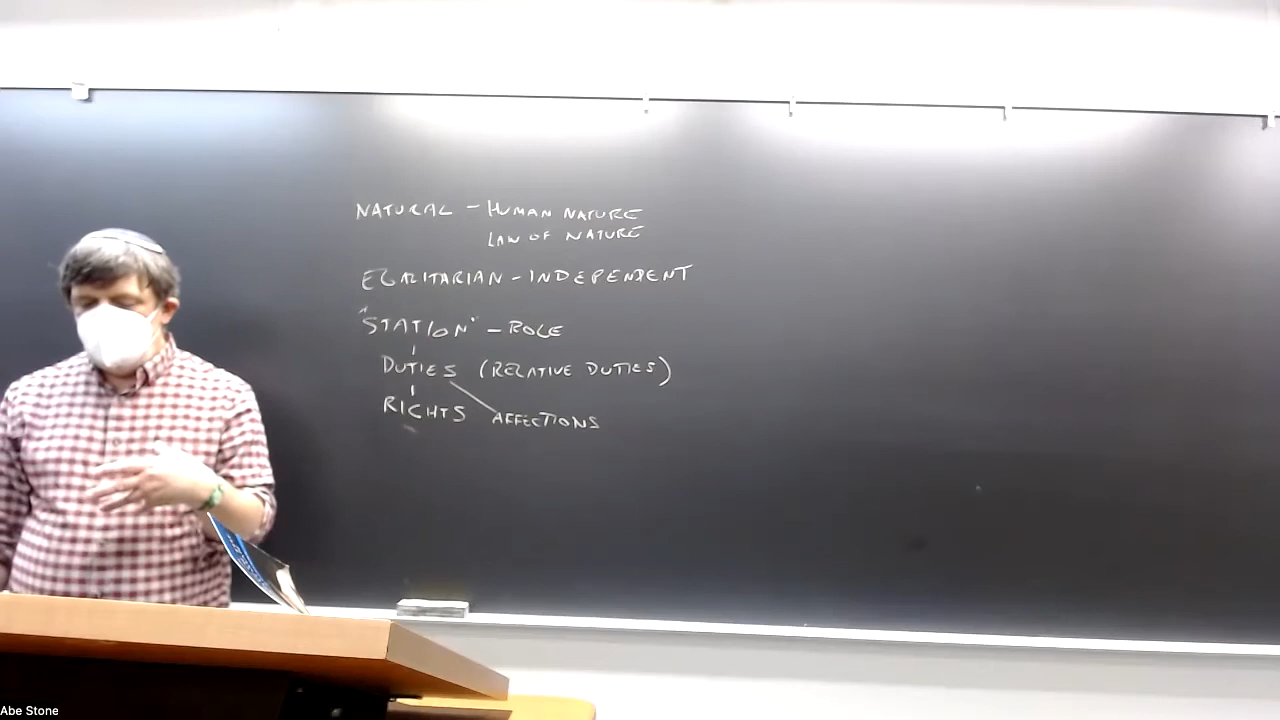 NATURAL - HUMAN NATURE
LAW OF NATURE
EGALITARIAN - INDEPENDENT
"STATION" - ROLE
DUTIES (RELATIVE DUTIES)
RIGHTS AFFECTIONS
Abe Stone